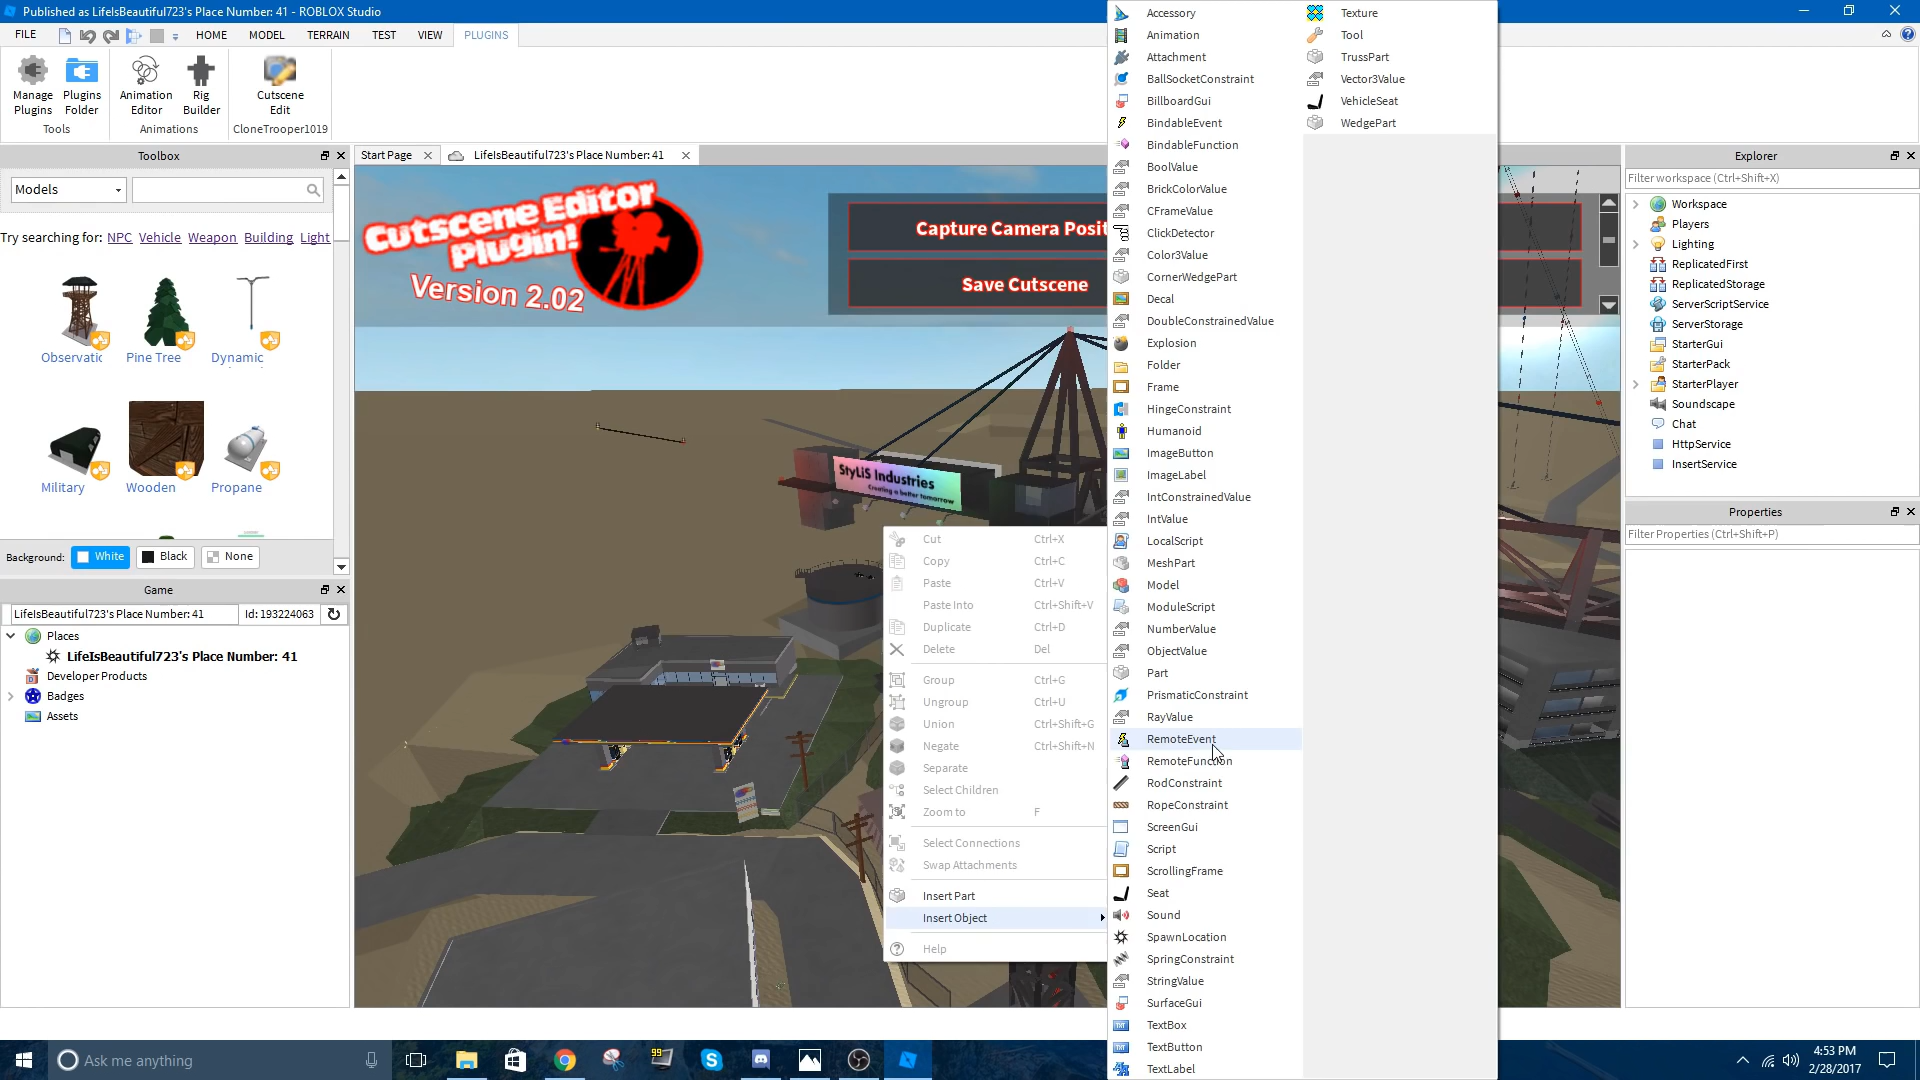 Published as LifeIsBeautiful723's Place Number: 41 - ROBLOX Studio
FILE
HOME
MODEL
TERRAIN
TEST
VIEW
PLUGINS
Manage Plugins
Plugins Folder
Animation Editor
Rig Builder
Cutscene Edit
Tools
Animations
CloneTrooper1019
Toolbox
Models
Try searching for: NPC Vehicle Weapon Building Light
Observatic
Pine Tree
Dynamic
Military
Wooden
Propane
Background:
White
Black
None
Game
LifeIsBeautiful723's Place Number: 41
Id: 193224063
Places
LifeIsBeautiful723's Place Number: 41
Developer Products
Badges
Assets
Start Page
LifeIsBeautiful723's Place Number: 41
Cutscene Editor
Plugin!
Version 2.02
Capture Camera Posit
Save Cutscene
StyLiS Industries
Creating a better tomorrow
Cut Ctrl+X
Copy Ctrl+C
Paste Ctrl+V
Paste Into Ctrl+Shift+V
Duplicate Ctrl+D
Delete Del
Group Ctrl+G
Ungroup Ctrl+U
Union Ctrl+Shift+G
Negate Ctrl+Shift+N
Separate
Select Children
Zoom to F
Select Connections
Swap Attachments
Insert Part
Insert Object
Help
Accessory
Animation
Attachment
BallSocketConstraint
BillboardGui
BindableEvent
BindableFunction
BoolValue
BrickColorValue
CFrameValue
ClickDetector
Color3Value
CornerWedgePart
Decal
DoubleConstrainedValue
Explosion
Folder
Frame
HingeConstraint
Humanoid
ImageButton
ImageLabel
IntConstrainedValue
IntValue
LocalScript
MeshPart
Model
ModuleScript
NumberValue
ObjectValue
Part
PrismaticConstraint
RayValue
RemoteEvent
RemoteFunction
RodConstraint
RopeConstraint
ScreenGui
Script
ScrollingFrame
Seat
Sound
SpawnLocation
SpringConstraint
StringValue
SurfaceGui
TextBox
TextButton
TextLabel
Texture
Tool
TrussPart
Vector3Value
VehicleSeat
WedgePart
Explorer
Filter workspace (Ctrl+Shift+X)
Workspace
Players
Lighting
ReplicatedFirst
ReplicatedStorage
ServerScriptService
ServerStorage
StarterGui
StarterPack
StarterPlayer
Soundscape
Chat
HttpService
InsertService
Properties
Filter Properties (Ctrl+Shift+P)
Ask me anything
99
4:53 PM
2/28/2017